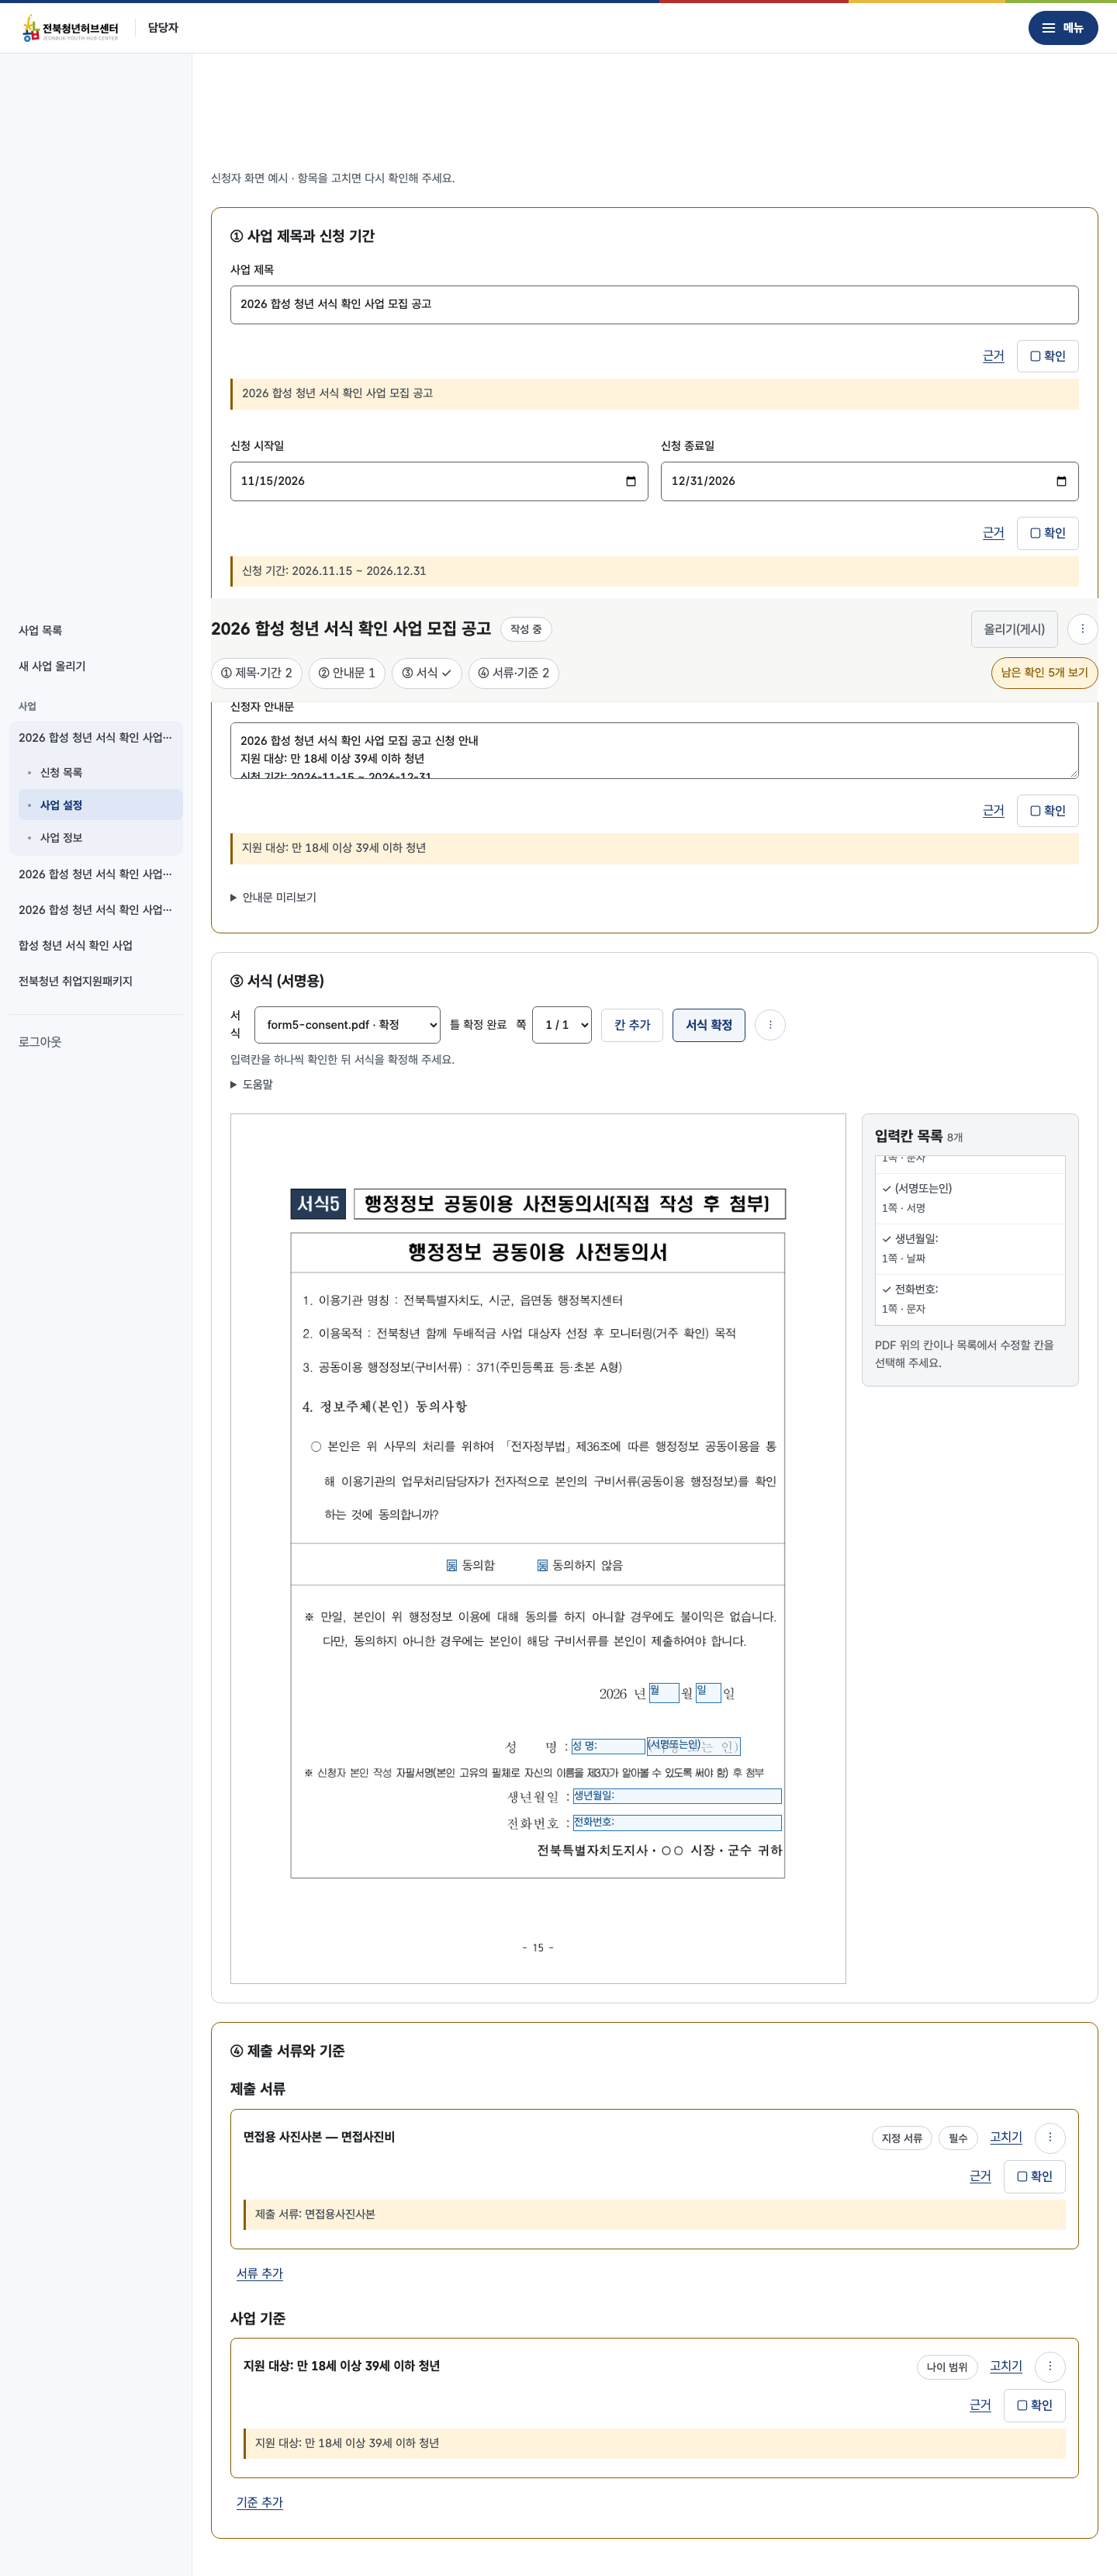 전북청년허브센터
JEONBUK YOUTH HUB CENTER
담당자
메뉴
사업 목록
새 사업 올리기
사업
2026 합성 청년 서식 확인 사업…
신청 목록
사업 설정
사업 정보
2026 합성 청년 서식 확인 사업…
2026 합성 청년 서식 확인 사업…
합성 청년 서식 확인 사업
전북청년 취업지원패키지
로그아웃
신청자 화면 예시 · 항목을 고치면 다시 확인해 주세요.
① 사업 제목과 신청 기간
사업 제목
2026 합성 청년 서식 확인 사업 모집 공고
근거 확인
2026 합성 청년 서식 확인 사업 모집 공고
신청 시작일 신청 종료일
11/15/2026 12/31/2026
근거 확인
신청 기간: 2026.11.15 ~ 2026.12.31
2026 합성 청년 서식 확인 사업 모집 공고 작성 중 올리기(게시)
① 제목·기간 2 ② 안내문 1 ③ 서식 ✓ ④ 서류·기준 2 남은 확인 5개 보기
신청자 안내문
2026 합성 청년 서식 확인 사업 모집 공고 신청 안내
지원 대상: 만 18세 이상 39세 이하 청년
신청 기간: 2026-11-15 ~ 2026-12-31
근거 확인
지원 대상: 만 18세 이상 39세 이하 청년
▶ 안내문 미리보기
③ 서식 (서명용)
서식 form5-consent.pdf · 확정 틀 확정 완료 쪽 1 / 1 칸 추가 서식 확정
입력칸을 하나씩 확인한 뒤 서식을 확정해 주세요.
▶ 도움말
서식5 행정정보 공동이용 사전동의서(직접 작성 후 첨부)
행정정보 공동이용 사전동의서
1. 이용기관 명칭 : 전북특별자치도, 시군, 읍면동 행정복지센터
2. 이용목적 : 전북청년 함께 두배적금 사업 대상자 선정 후 모니터링(거주 확인) 목적
3. 공동이용 행정정보(구비서류) : 371(주민등록표 등·초본 A형)
4. 정보주체(본인) 동의사항
○ 본인은 위 사무의 처리를 위하여 「전자정부법」제36조에 따른 행정정보 공동이용을 통
해 이용기관의 업무처리담당자가 전자적으로 본인의 구비서류(공동이용 행정정보)를 확인
하는 것에 동의합니까?
동의함 동의하지 않음
※ 만일, 본인이 위 행정정보 이용에 대해 동의를 하지 아니할 경우에도 불이익은 없습니다.
다만, 동의하지 아니한 경우에는 본인이 해당 구비서류를 본인이 제출하여야 합니다.
2026 년 월 월 일 일
성 명 : 성 명: (서명또는인)
※ 신청자 본인 작성 자필서명(본인 고유의 필체로 자신의 이름을 제3자가 알아볼 수 있도록 써야 함) 후 첨부
생년월일 : 생년월일:
전화번호 : 전화번호:
전북특별자치도지사·○○ 시장·군수 귀하
- 15 -
입력칸 목록 8개
1쪽 · 문자
✓ (서명또는인)
1쪽 · 서명
✓ 생년월일:
1쪽 · 날짜
✓ 전화번호:
1쪽 · 문자
PDF 위의 칸이나 목록에서 수정할 칸을
선택해 주세요.
④ 제출 서류와 기준
제출 서류
면접용 사진사본 — 면접사진비 지정 서류 필수 고치기
근거 확인
제출 서류: 면접용사진사본
서류 추가
사업 기준
지원 대상: 만 18세 이상 39세 이하 청년 나이 범위 고치기
근거 확인
지원 대상: 만 18세 이상 39세 이하 청년
기준 추가